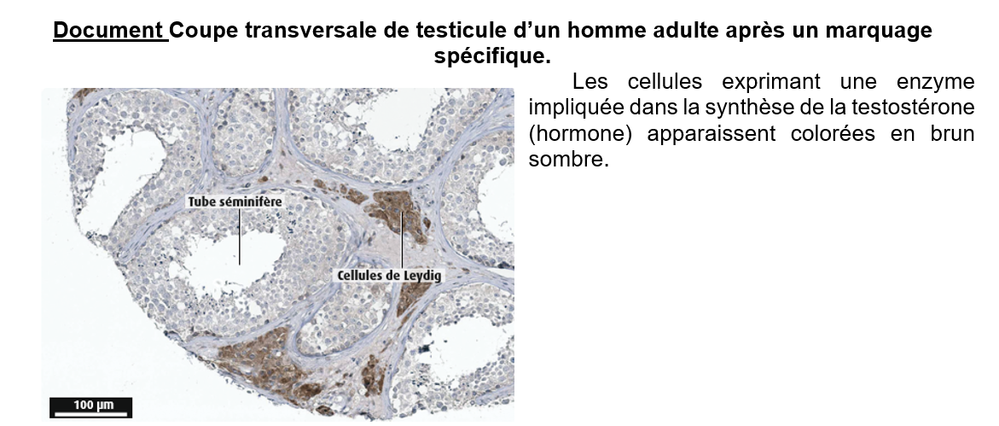 Document Coupe transversale de testicule d’un homme adulte après un marquage
spécifique.
Les cellules exprimant une enzyme
impliquée dans la synthèse de la testostérone
(hormone) apparaissent colorées en brun
sombre.
Tube séminifère
Cellules de Leydig
100 µm